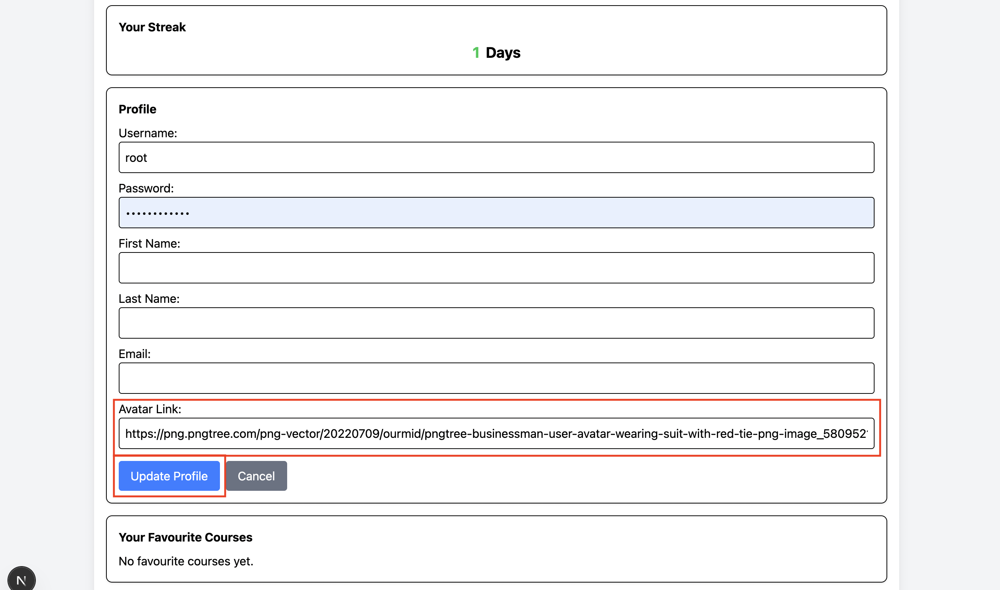 Your Streak
1 Days
Profile
Username:
root
Password:
••••••••••••
First Name:
Last Name:
Email:
Avatar Link:
https://png.pngtree.com/png-vector/20220709/ourmid/pngtree-businessman-user-avatar-wearing-suit-with-red-tie-png-image_580952
Update Profile Cancel
Your Favourite Courses
No favourite courses yet.
N